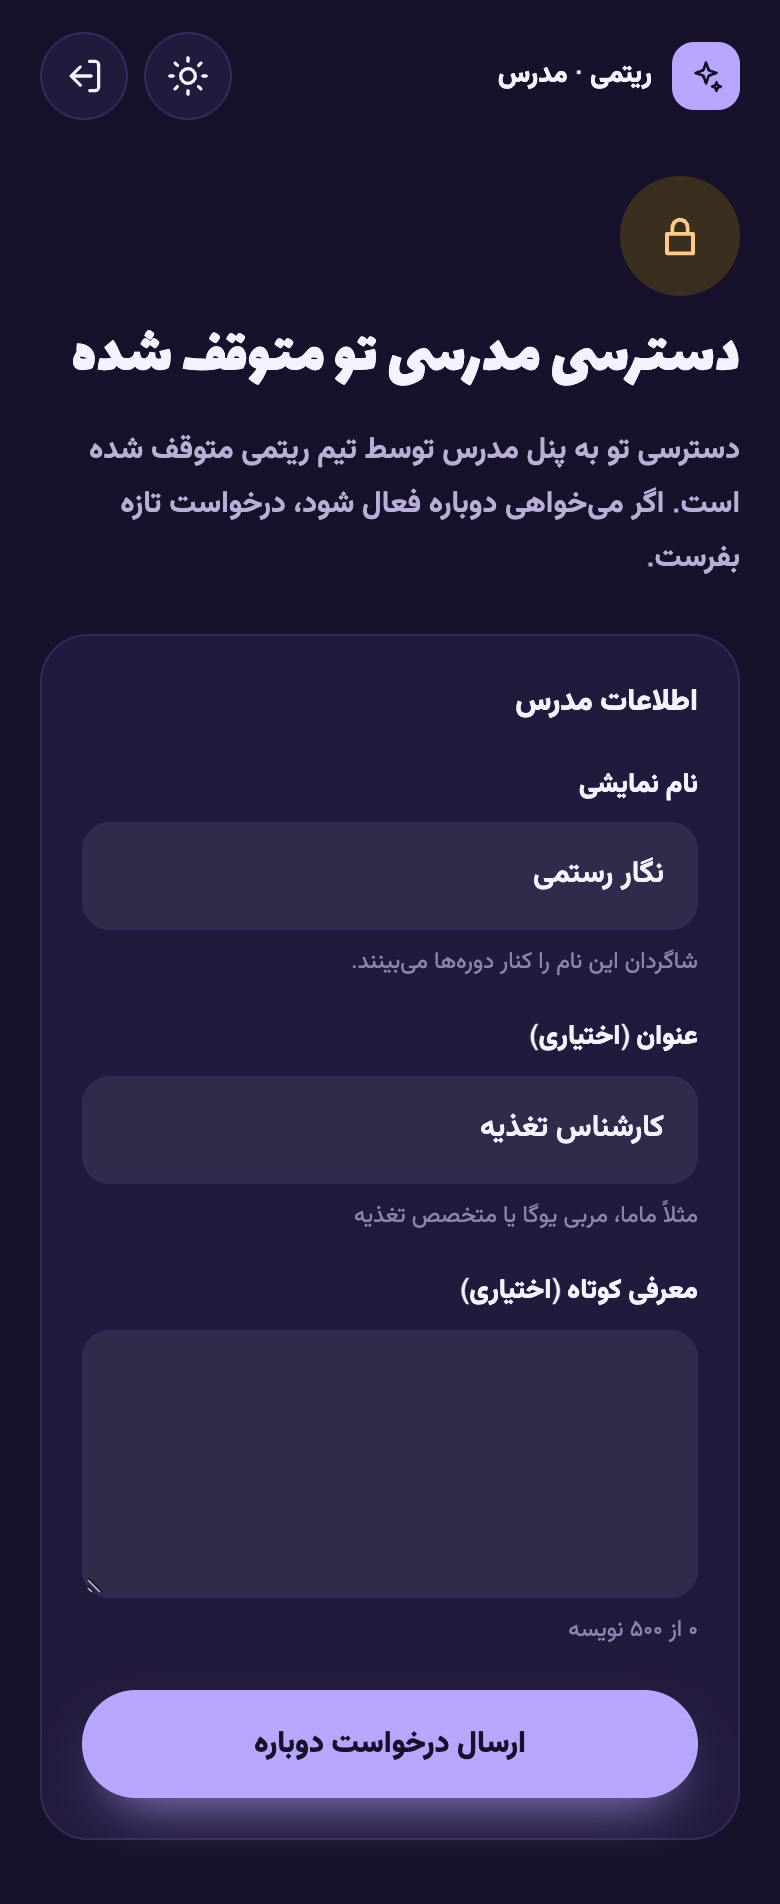 ریتمی · مدرس
دسترسی مدرسی تو متوقف شده
دسترسی تو به پنل مدرس توسط تیم ریتمی متوقف شده
است. اگر می‌خواهی دوباره فعال شود، درخواست تازه
بفرست.
اطلاعات مدرس
نام نمایشی
نگار رستمی
شاگردان این نام را کنار دوره‌ها می‌بینند.
عنوان (اختیاری)
کارشناس تغذیه
مثلاً ماما، مربی یوگا یا متخصص تغذیه
معرفی کوتاه (اختیاری)
۰ از ۵۰۰ نویسه
ارسال درخواست دوباره